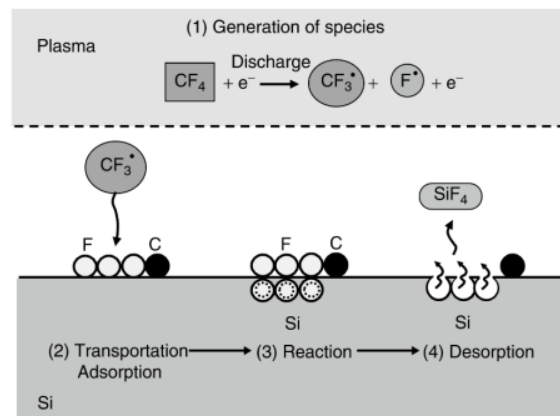 (1) Generation of species
Plasma
Discharge
CF₄ + e⁻ → CF₃• + F• + e⁻
CF₃•
SiF₄
F C F C
Si Si
(2) Transportation → (3) Reaction → (4) Desorption
Adsorption
Si